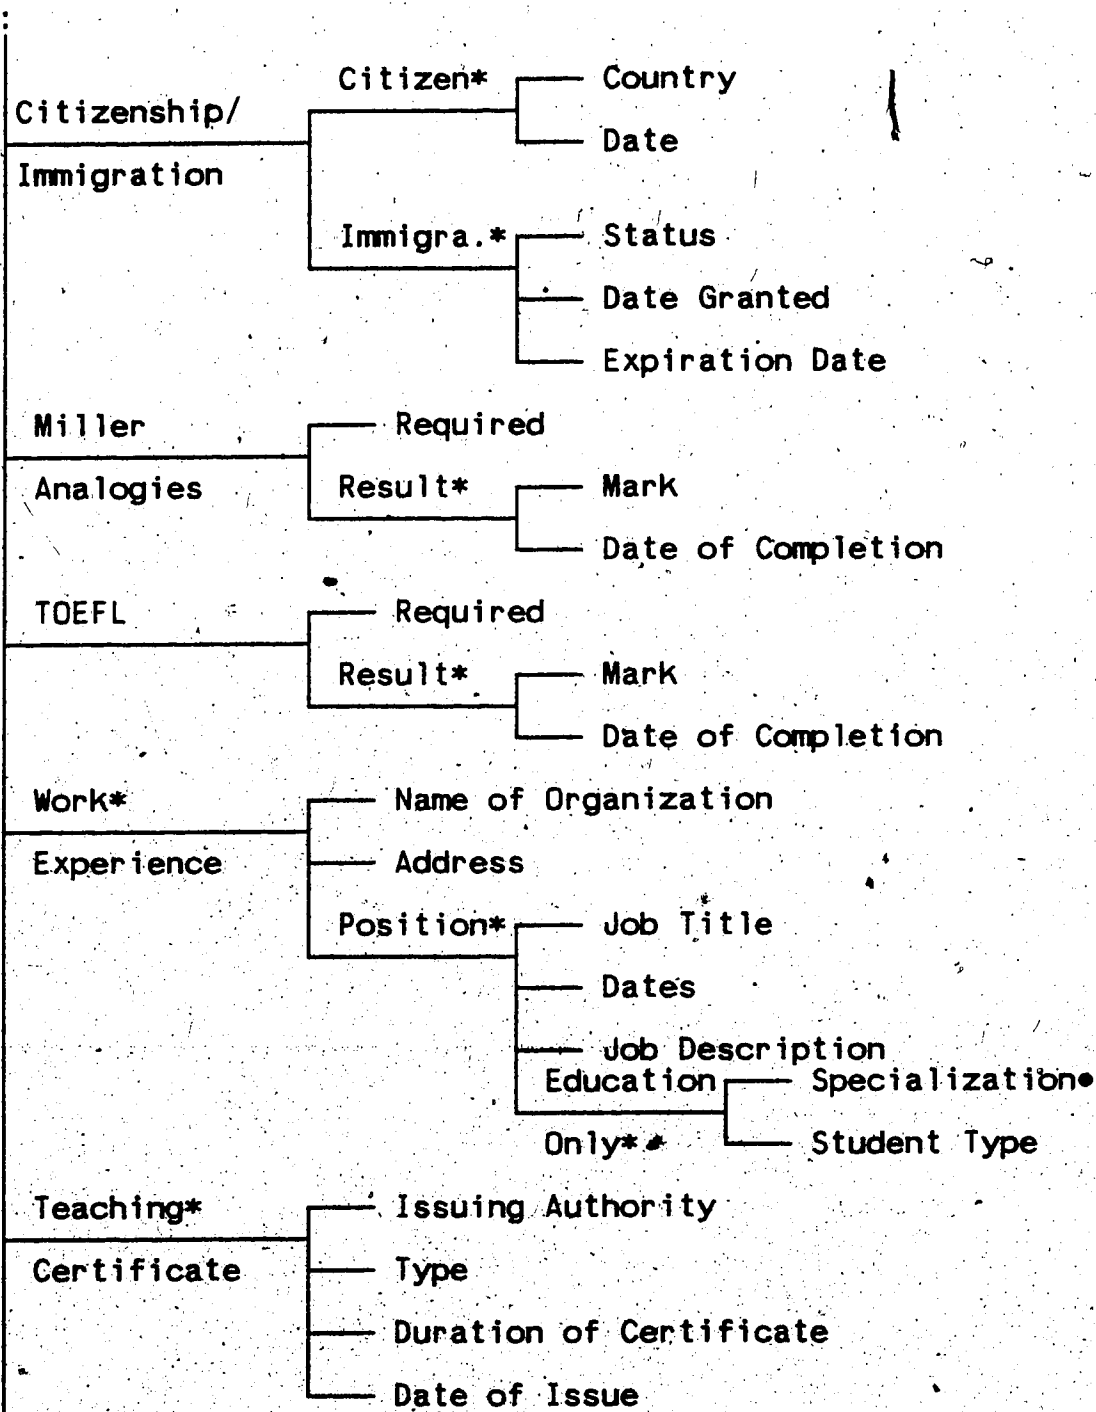 :
Citizen* Country
Citizenship/
Date
Immigration
Immigra.* Status
Date Granted
Expiration Date
Miller Required
Analogies Result* Mark
Date of Completion
TOEFL Required
Result* Mark
Date of Completion
Work* Name of Organization
Experience Address
Position* Job Title
Dates
Job Description
Education Specialization
Only* Student Type
Teaching* Issuing Authority
Certificate Type
Duration of Certificate
Date of Issue